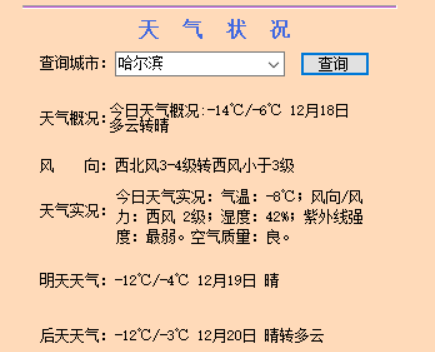 天 气 状 况
查询城市： 哈尔滨 查询
天气概况： 今日天气概况:-14℃/-6℃ 12月18日
多云转晴
风 向： 西北风3-4级转西风小于3级
天气实况： 今日天气实况：气温：-8℃；风向/风
力：西风 2级；湿度：42%；紫外线强
度：最弱。空气质量：良。
明天天气： -12℃/-4℃ 12月19日 晴
后天天气： -12℃/-3℃ 12月20日 晴转多云